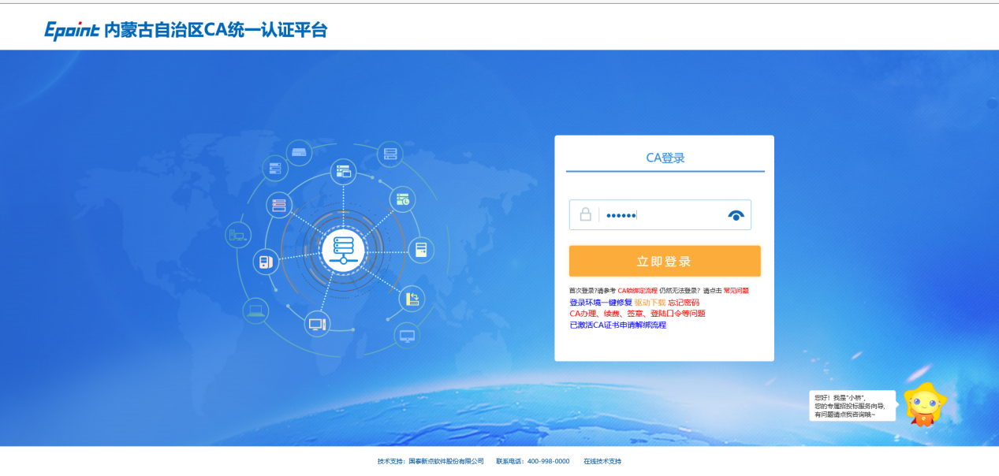 Epoint 内蒙古自治区CA统一认证平台
CA登录
立即登录
首次登录?请参考 CA锁绑定流程 仍然无法登录? 请点击 常见问题
登录环境一键修复 驱动下载 忘记密码
CA办理、续费、签章、登陆口令等问题
已激活CA证书申请解绑流程
您好！我是“小桥”，
您的专属招投标服务向导，
有问题请点我咨询哦~
技术支持：国泰新点软件股份有限公司 联系电话：400-998-0000 在线技术支持